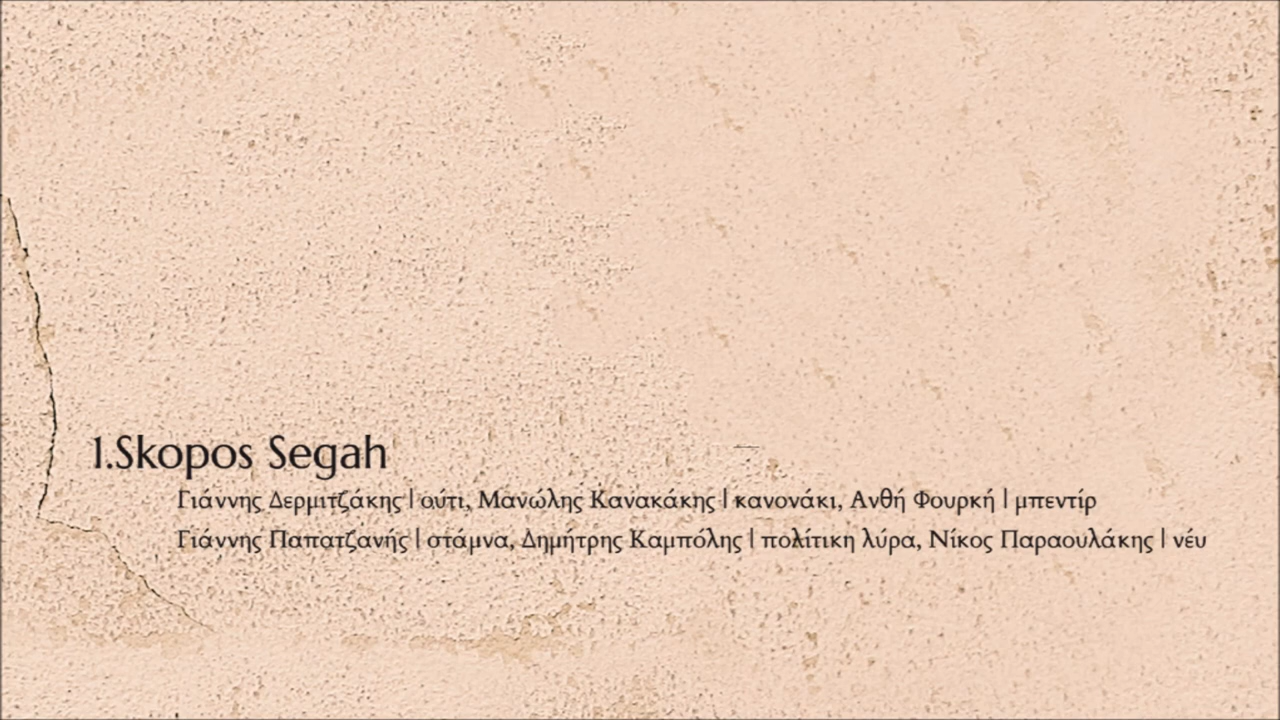 1.Skopos Segah
Γιάννης Δερμιτζάκης | ούτι, Μανώλης Κανακάκης | κανονάκι, Ανθή Φουρκή | μπεντίρ
Γιάννης Παπατζανής | στάμνα, Δημήτρης Καμπόλης | πολίτικη λύρα, Νίκος Παραουλάκης | νέυ